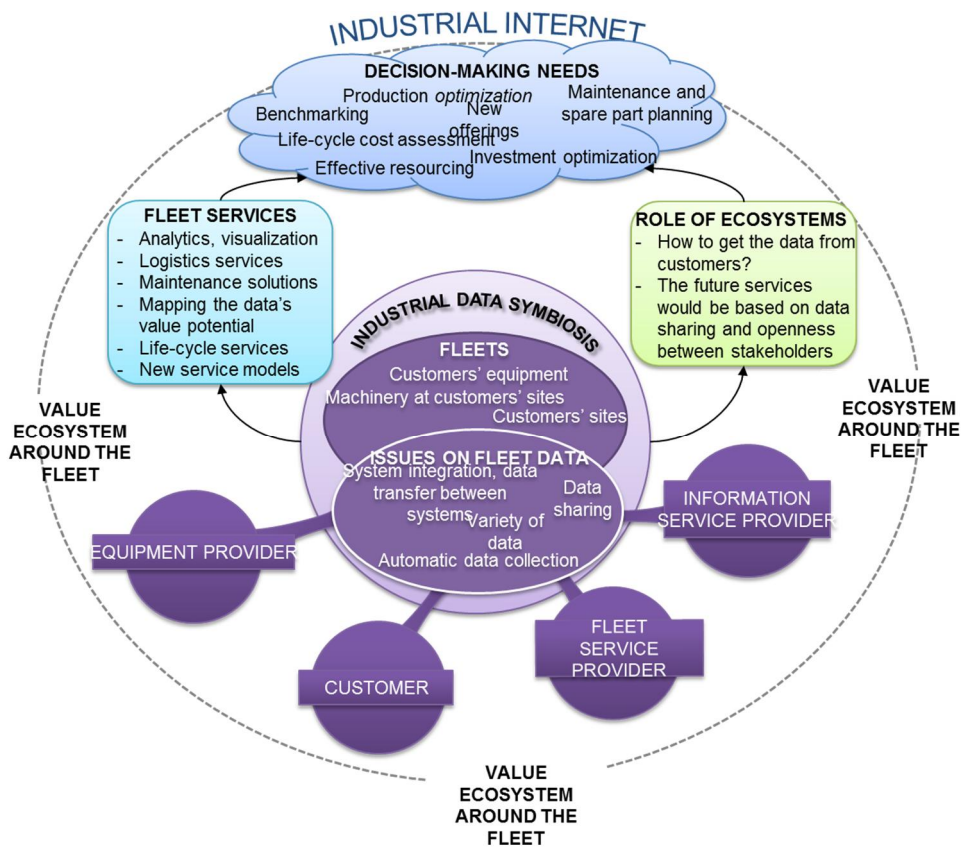 INDUSTRIAL INTERNET
DECISION-MAKING NEEDS
Production optimization
Benchmarking
New
offerings
Maintenance and
spare part planning
Life-cycle cost assessment
Effective resourcing
Investment optimization
FLEET SERVICES
- Analytics, visualization
- Logistics services
- Maintenance solutions
- Mapping the data's
value potential
- Life-cycle services
- New service models
ROLE OF ECOSYSTEMS
- How to get the data from
customers?
- The future services
would be based on data
sharing and openness
between stakeholders
INDUSTRIAL DATA SYMBIOSIS
FLEETS
Customers' equipment
Machinery at customers' sites
Customers' sites
ISSUES ON FLEET DATA
System integration, data
transfer between
systems
Data
sharing
Variety of
data
Automatic data collection
VALUE
ECOSYSTEM
AROUND THE
FLEET
VALUE
ECOSYSTEM
AROUND THE
FLEET
EQUIPMENT PROVIDER
INFORMATION
SERVICE PROVIDER
CUSTOMER
FLEET
SERVICE
PROVIDER
VALUE
ECOSYSTEM
AROUND THE
FLEET